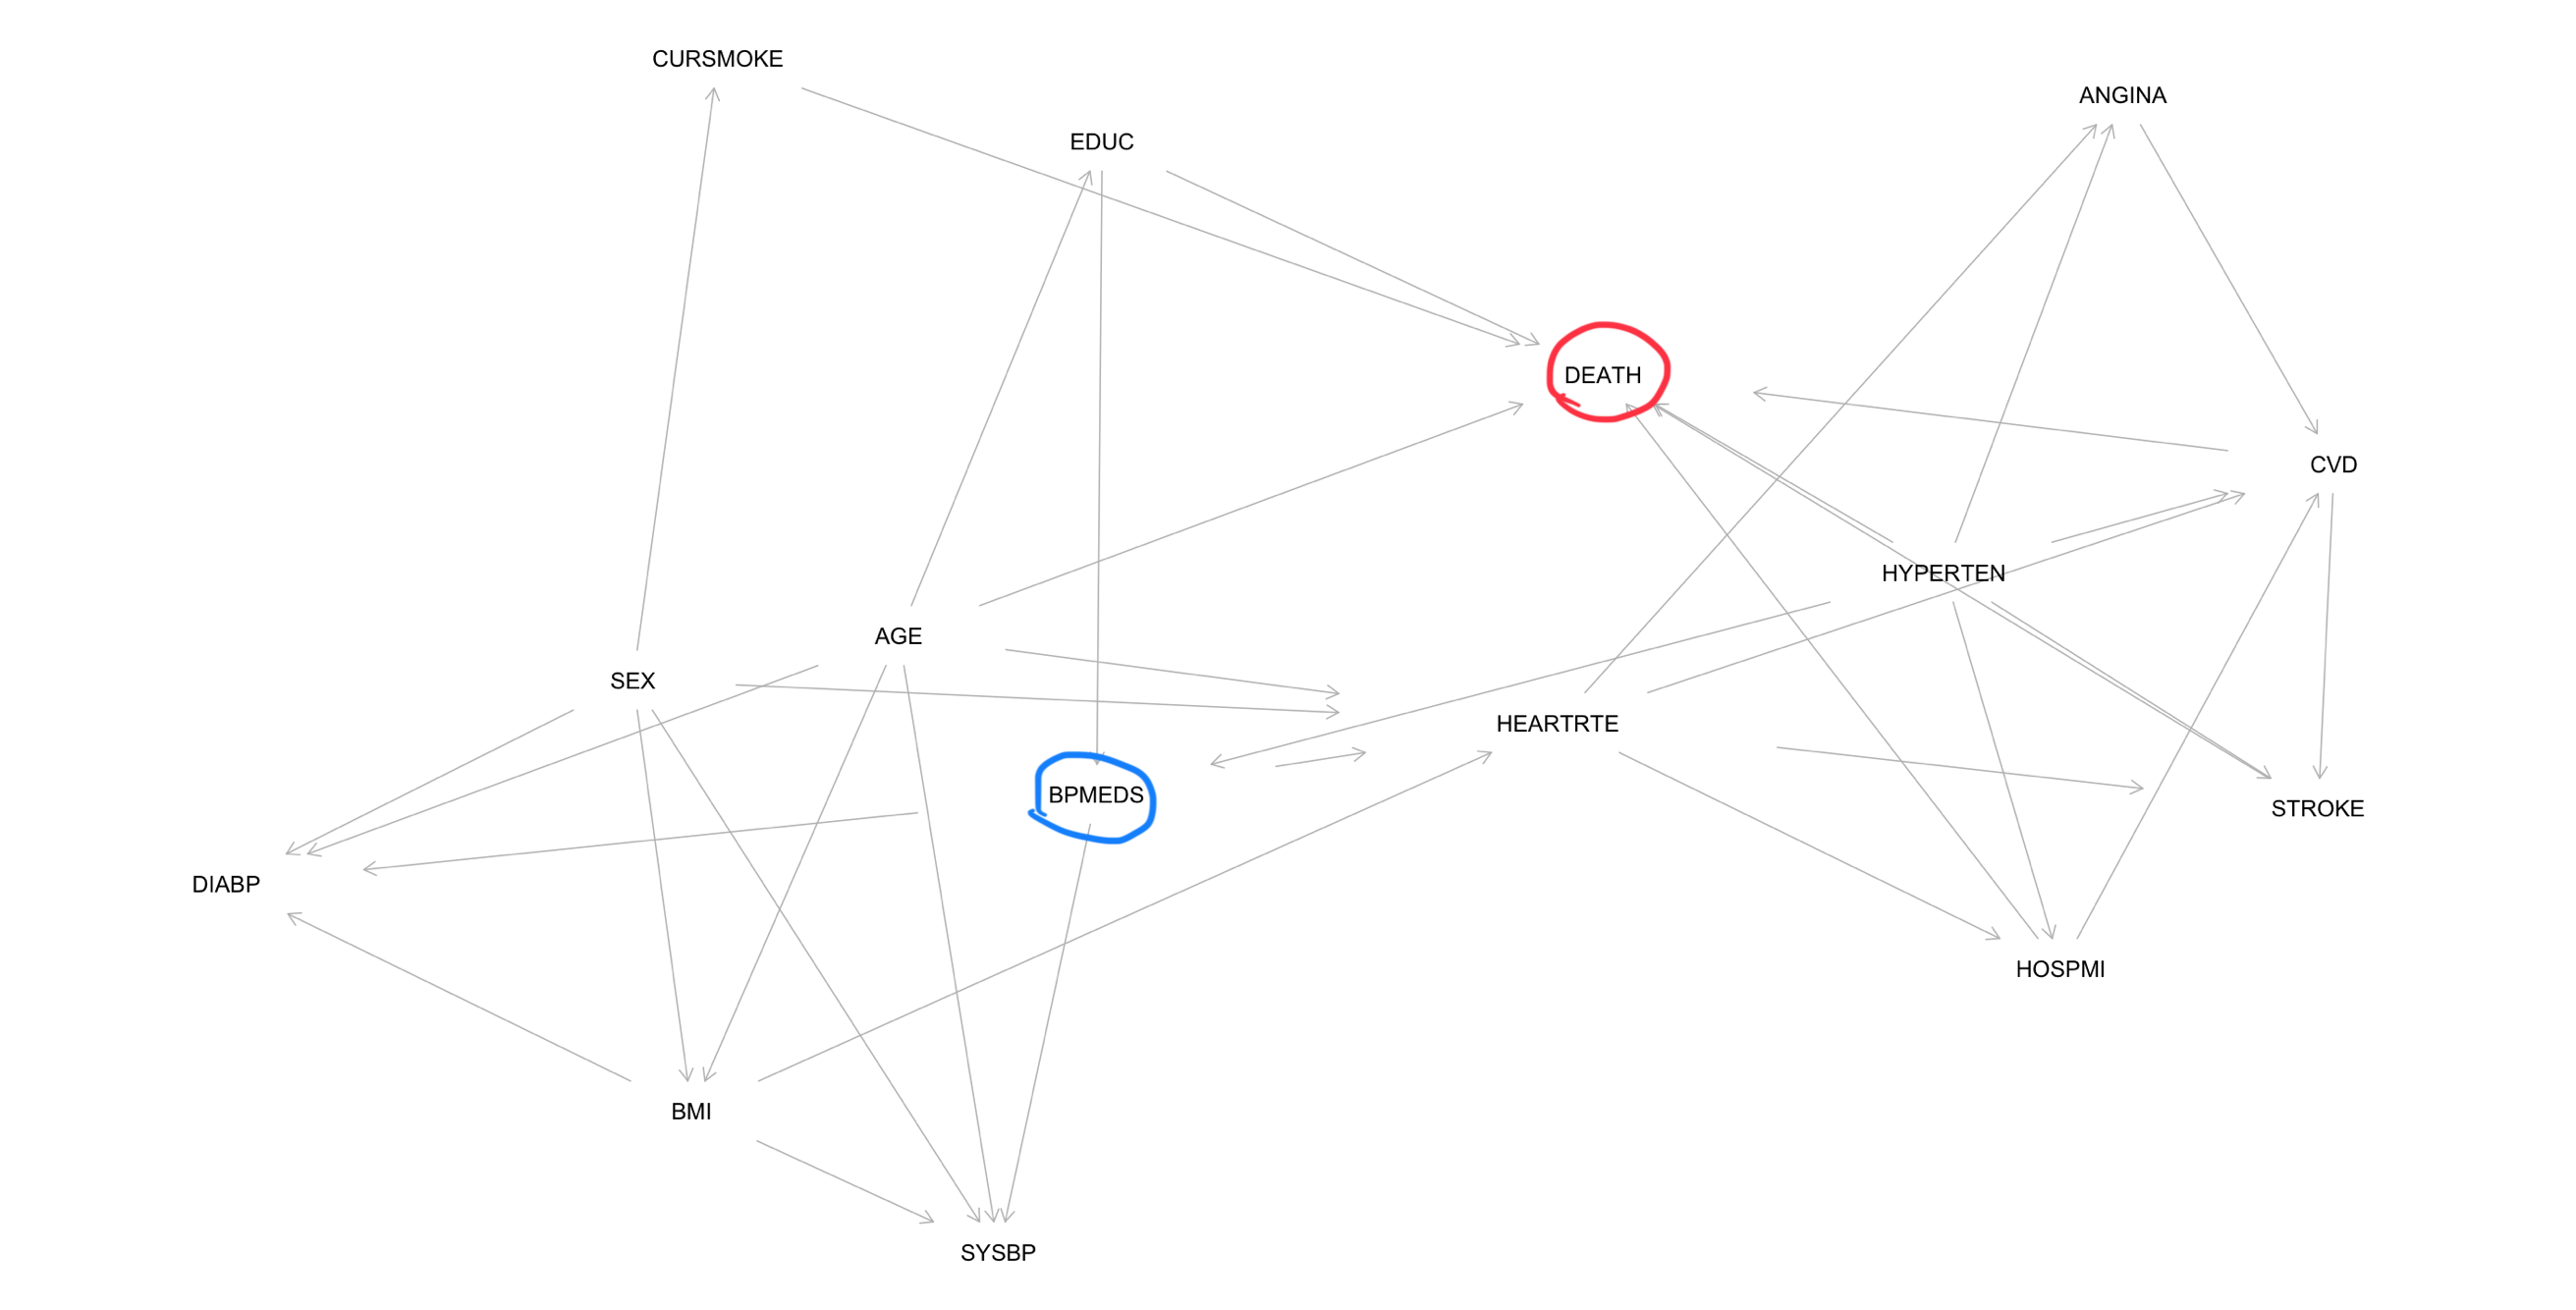 CURSMOKE
ANGINA
EDUC
DEATH
CVD
HYPERTEN
AGE
SEX
HEARTRTE
BPMEDS
STROKE
DIABP
HOSPMI
BMI
SYSBP